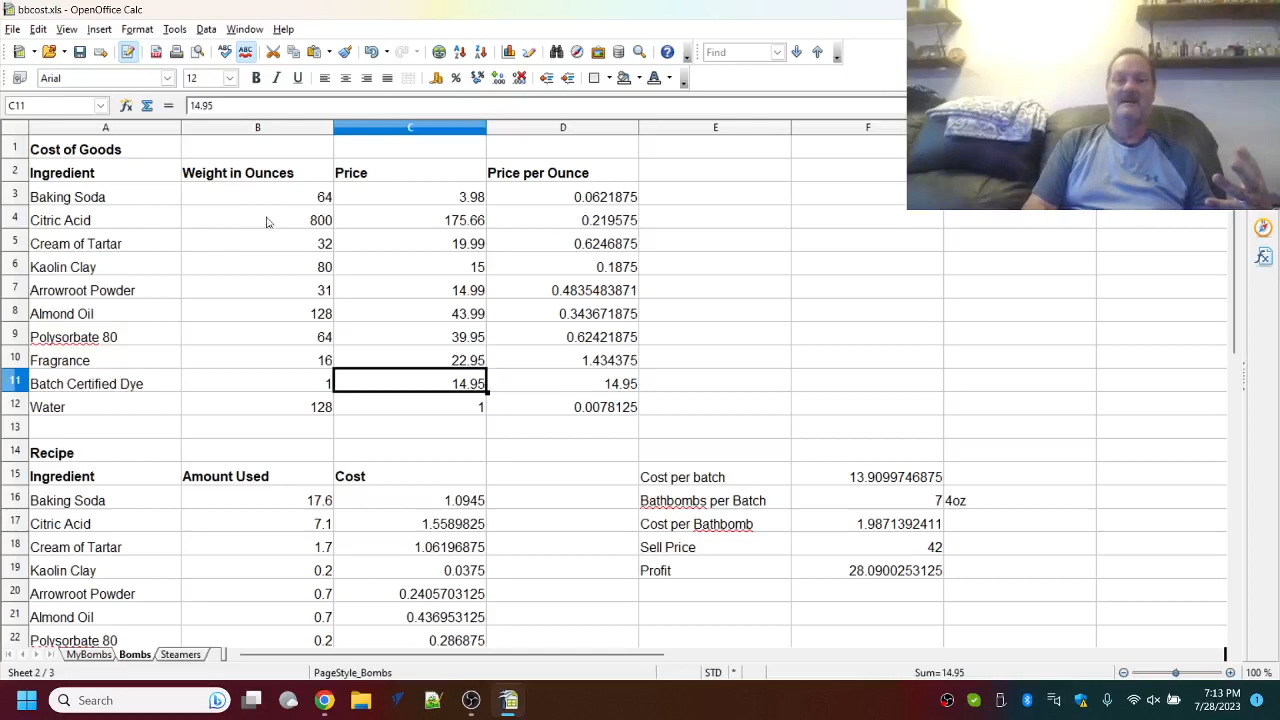 bbcost.xls - OpenOffice Calc
File Edit View Insert Format Tools Data Window Help
Find
Arial 12
C11 14.95
A B C D E F
1 Cost of Goods
2 Ingredient Weight in Ounces Price Price per Ounce
3 Baking Soda 64 3.98 0.0621875
4 Citric Acid 800 175.66 0.219575
5 Cream of Tartar 32 19.99 0.6246875
6 Kaolin Clay 80 15 0.1875
7 Arrowroot Powder 31 14.99 0.4835483871
8 Almond Oil 128 43.99 0.343671875
9 Polysorbate 80 64 39.95 0.62421875
10 Fragrance 16 22.95 1.434375
11 Batch Certified Dye 1 14.95 14.95
12 Water 128 1 0.0078125
13
14 Recipe
15 Ingredient Amount Used Cost Cost per batch 13.9099746875
16 Baking Soda 17.6 1.0945 Bathbombs per Batch 7 4oz
17 Citric Acid 7.1 1.5589825 Cost per Bathbomb 1.9871392411
18 Cream of Tartar 1.7 1.06196875 Sell Price 42
19 Kaolin Clay 0.2 0.0375 Profit 28.0900253125
20 Arrowroot Powder 0.7 0.2405703125
21 Almond Oil 0.7 0.436953125
22 Polysorbate 80 0.2 0.286875
MyBombs Bombs Steamers
Sheet 2 / 3 PageStyle_Bombs STD * Sum=14.95 100 %
Search 7:13 PM
7/28/2023